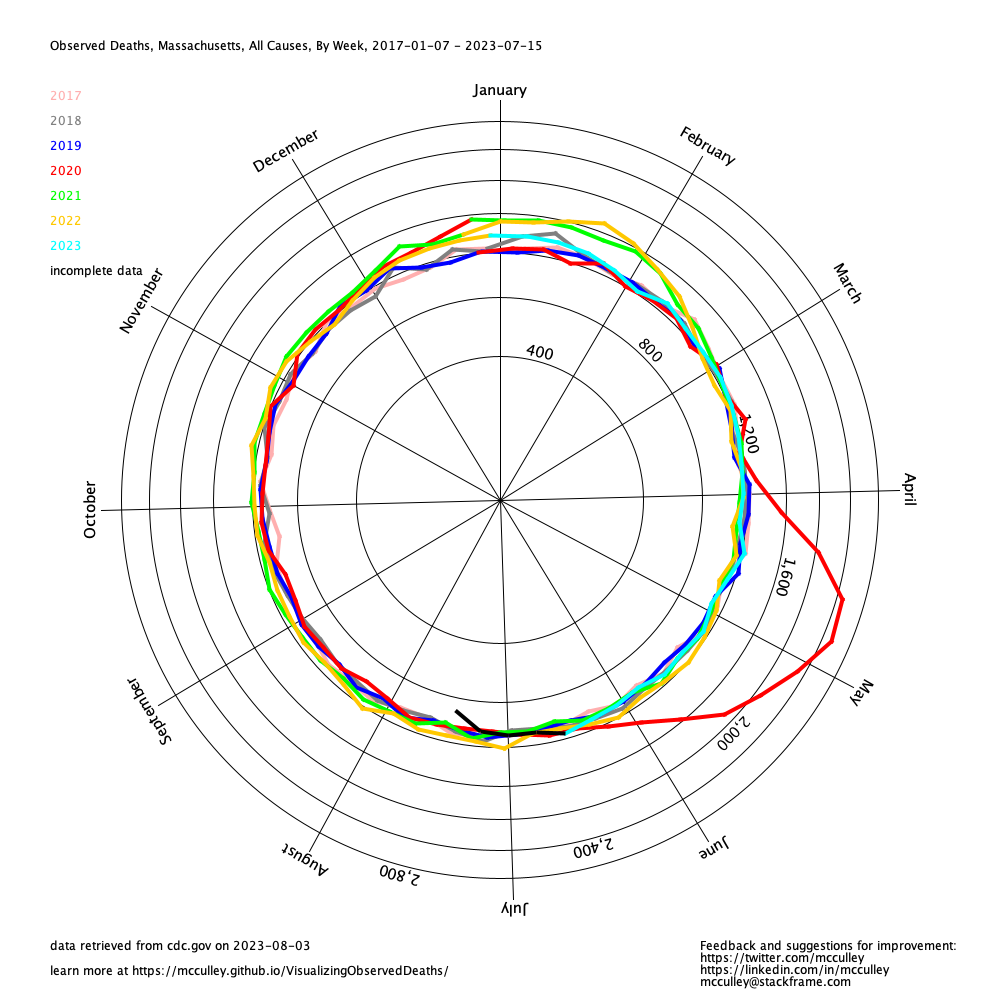 Observed Deaths, Massachusetts, All Causes, By Week, 2017-01-07 - 2023-07-15
2017
2018
2019
2020
2021
2022
2023
incomplete data
January
February
March
April
May
June
July
August
September
October
November
December
400
800
1,200
1,600
2,000
2,400
2,800
data retrieved from cdc.gov on 2023-08-03
learn more at https://mcculley.github.io/VisualizingObservedDeaths/
Feedback and suggestions for improvement:
https://twitter.com/mcculley
https://linkedin.com/in/mcculley
mcculley@stackframe.com